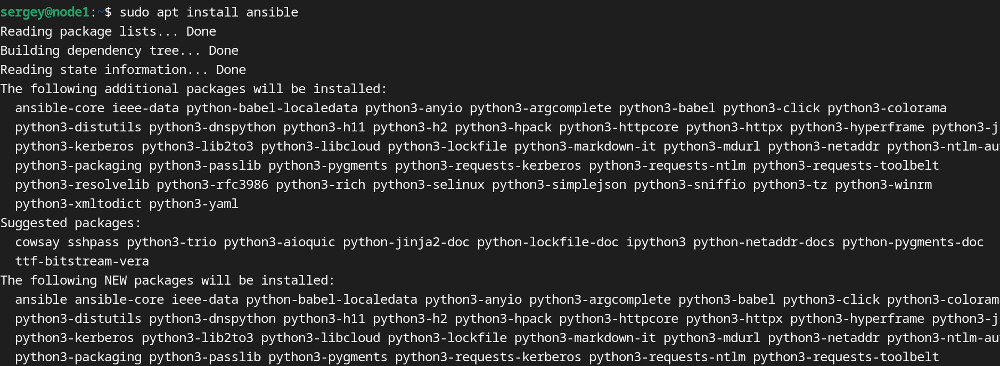 sergey@node1:~$ sudo apt install ansible
Reading package lists... Done
Building dependency tree... Done
Reading state information... Done
The following additional packages will be installed:
  ansible-core ieee-data python-babel-localedata python3-anyio python3-argcomplete python3-babel python3-click python3-colorama
  python3-distutils python3-dnspython python3-h11 python3-h2 python3-hpack python3-httpcore python3-httpx python3-hyperframe python3-j
  python3-kerberos python3-lib2to3 python3-libcloud python3-lockfile python3-markdown-it python3-mdurl python3-netaddr python3-ntlm-au
  python3-packaging python3-passlib python3-pygments python3-requests-kerberos python3-requests-ntlm python3-requests-toolbelt
  python3-resolvelib python3-rfc3986 python3-rich python3-selinux python3-simplejson python3-sniffio python3-tz python3-winrm
  python3-xmltodict python3-yaml
Suggested packages:
  cowsay sshpass python3-trio python3-aioquic python-jinja2-doc python-lockfile-doc ipython3 python-netaddr-docs python-pygments-doc
  ttf-bitstream-vera
The following NEW packages will be installed:
  ansible ansible-core ieee-data python-babel-localedata python3-anyio python3-argcomplete python3-babel python3-click python3-colorama
  python3-distutils python3-dnspython python3-h11 python3-h2 python3-hpack python3-httpcore python3-httpx python3-hyperframe python3-j
  python3-kerberos python3-lib2to3 python3-libcloud python3-lockfile python3-markdown-it python3-mdurl python3-netaddr python3-ntlm-au
  python3-packaging python3-passlib python3-pygments python3-requests-kerberos python3-requests-ntlm python3-requests-toolbelt